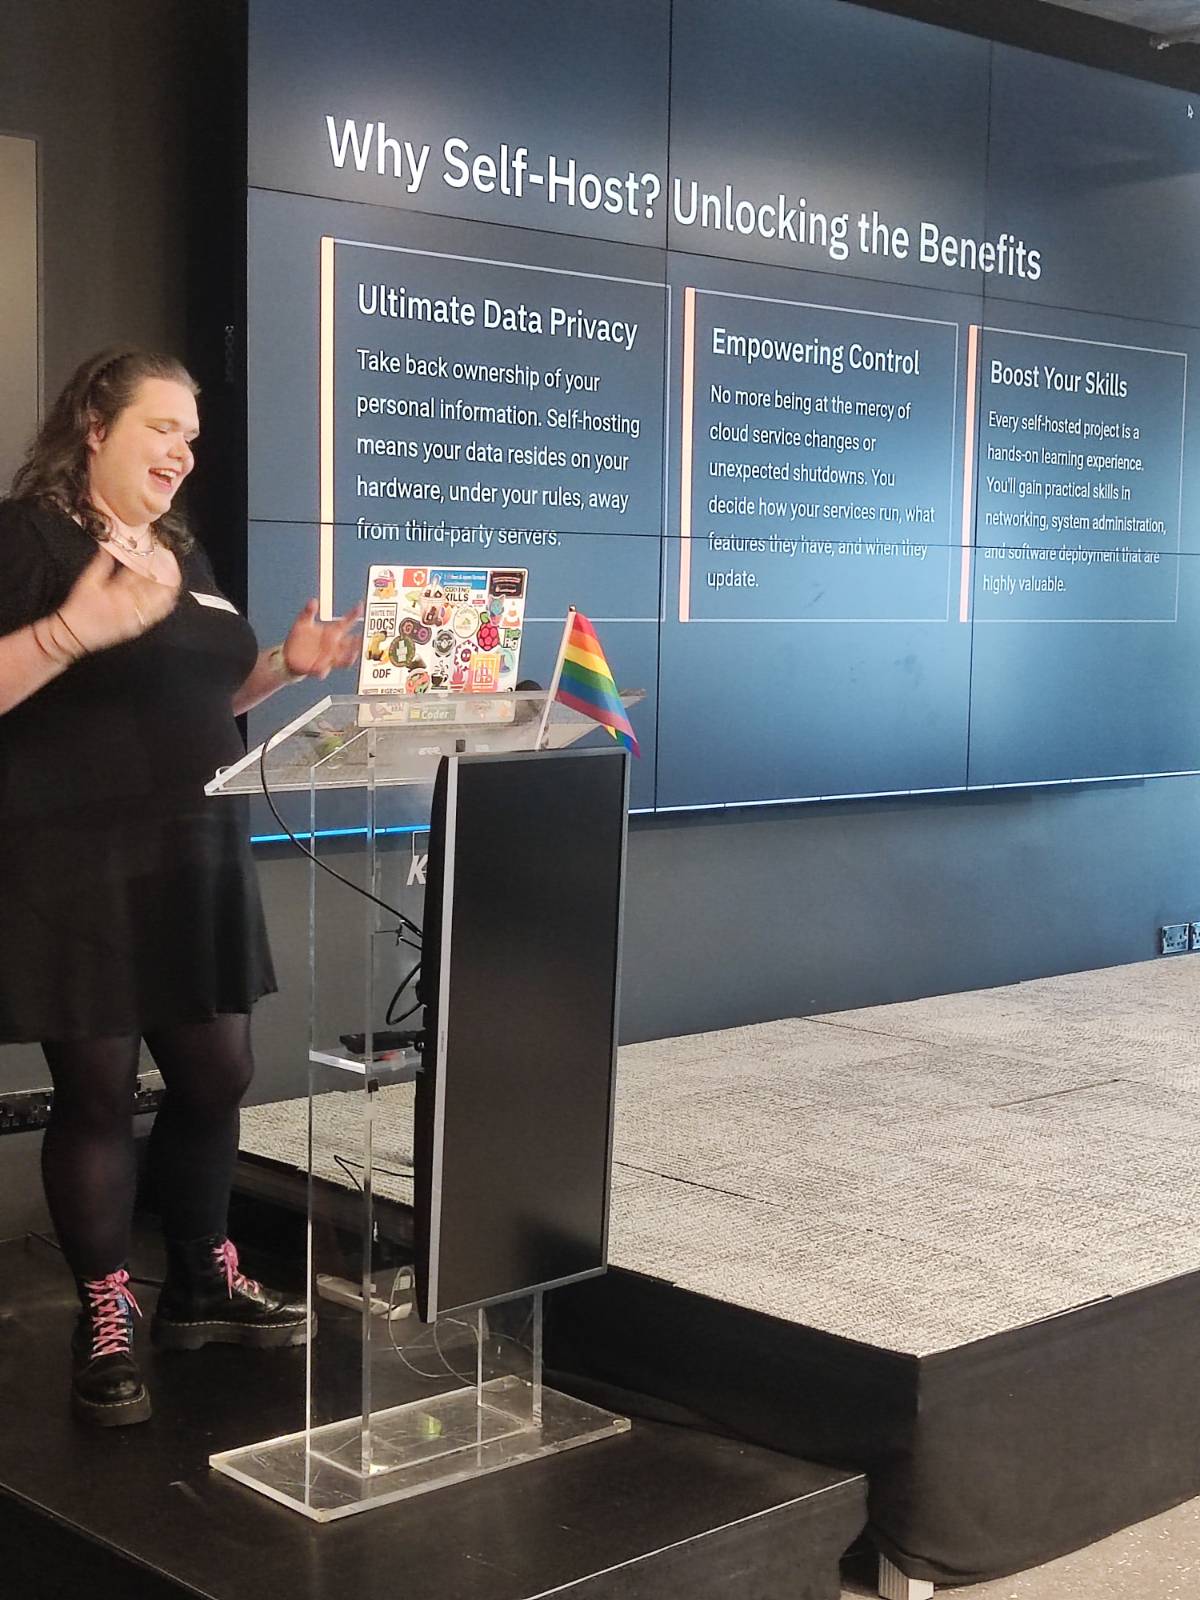 Why Self-Host? Unlocking the Benefits
Ultimate Data Privacy
Take back ownership of your
personal information. Self-hosting
means your data resides on your
hardware, under your rules, away
from third-party servers.
Empowering Control
No more being at the mercy of
cloud service changes or
unexpected shutdowns. You
decide how your services run, what
features they have, and when they
update.
Boost Your Skills
Every self-hosted project is a
hands-on learning experience.
You'll gain practical skills in
networking, system administration,
and software deployment that are
highly valuable.
WRITE THE
DOCS
ODF
Coder
K